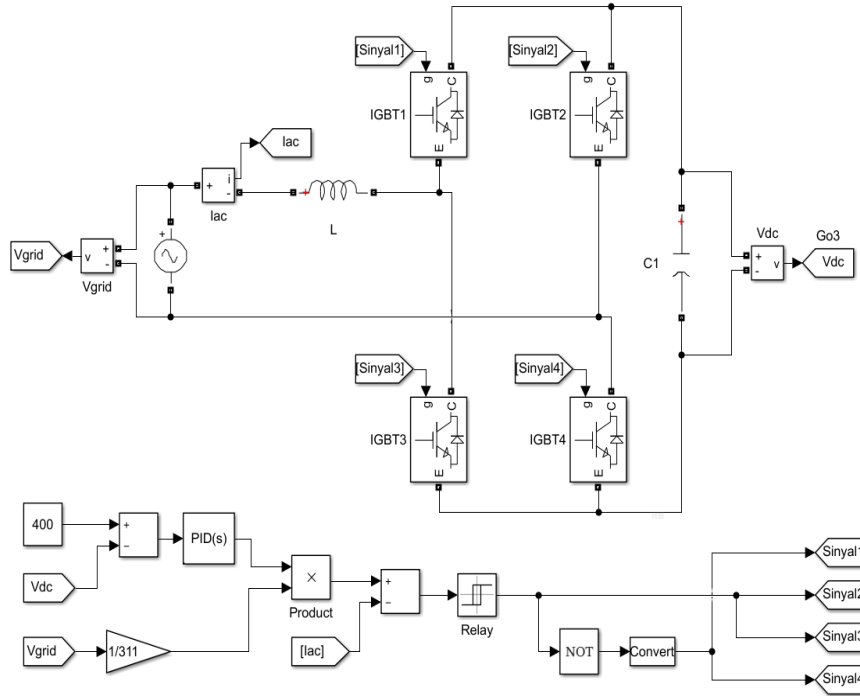 [Sinyal1]
[Sinyal2]
g
C
g
C
IGBT1
IGBT2
E
E
Iac
+
i
-
Iac
+
L
+
Vgrid
v
+
-
Vgrid
+
C1
Vdc
+
-
v
Go3
Vdc
[Sinyal3]
[Sinyal4]
g
C
g
C
IGBT3
IGBT4
E
E
400
+
−
PID(s)
Vdc
×
Product
+
−
Relay
Vgrid
1/311
[Iac]
NOT
Convert
Sinyal1
Sinyal2
Sinyal3
Sinyal4